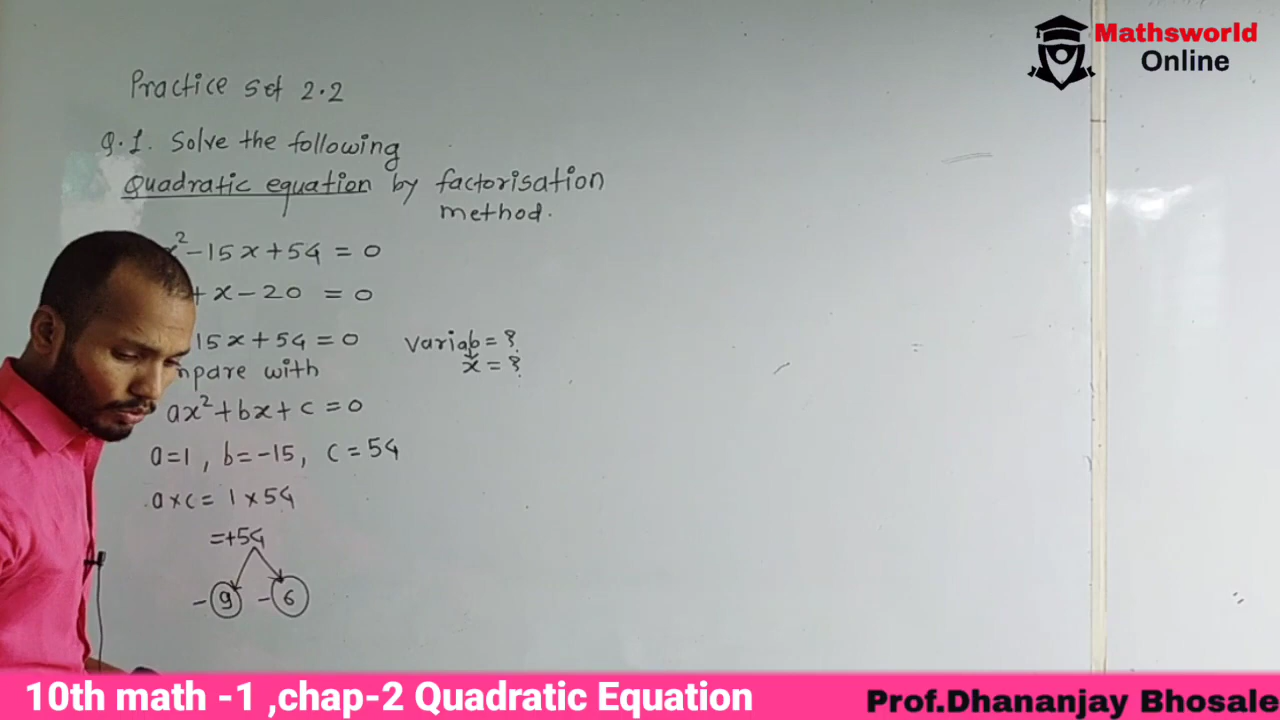 Mathsworld
Online
Practice Set 2.2
Q.1. Solve the following
Quadratic equation by factorisation
method.
x²-15x+54 = 0
+x-20 = 0
15x+54=0
variab = ?
x = ?
mpare with
ax²+bx+c=0
a=1, b=-15, c=54
a×c= 1×54
=+54
-9 -6
10th math -1 ,chap-2 Quadratic Equation
Prof.Dhananjay Bhosale